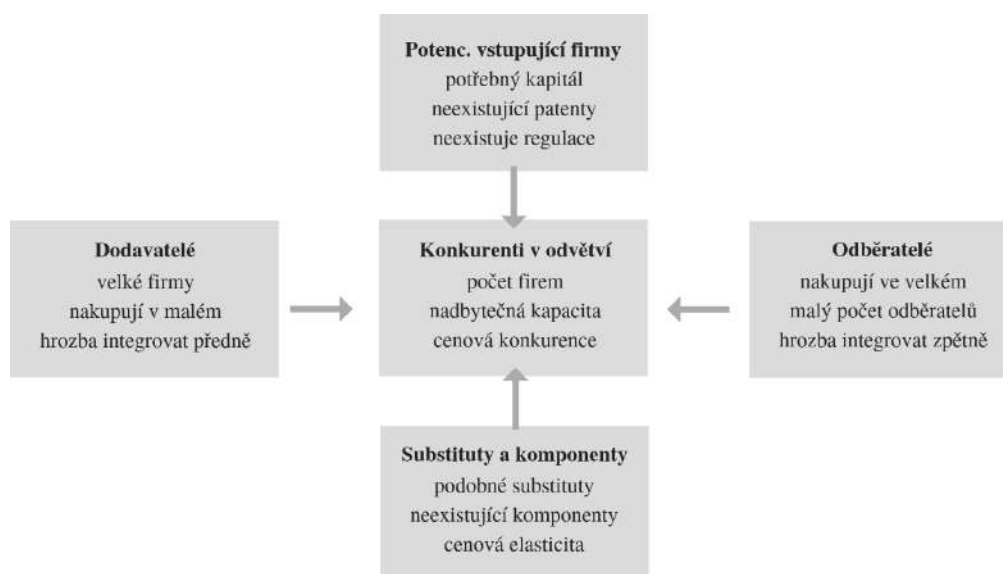 Potenc. vstupující firmy
potřebný kapitál
neexistující patenty
neexistuje regulace
Dodavatelé
velké firmy
nakupují v malém
hrozba integrovat předně
Konkurenti v odvětví
počet firem
nadbytečná kapacita
cenová konkurence
Odběratelé
nakupují ve velkém
malý počet odběratelů
hrozba integrovat zpětně
Substituty a komponenty
podobné substituty
neexistující komponenty
cenová elasticita